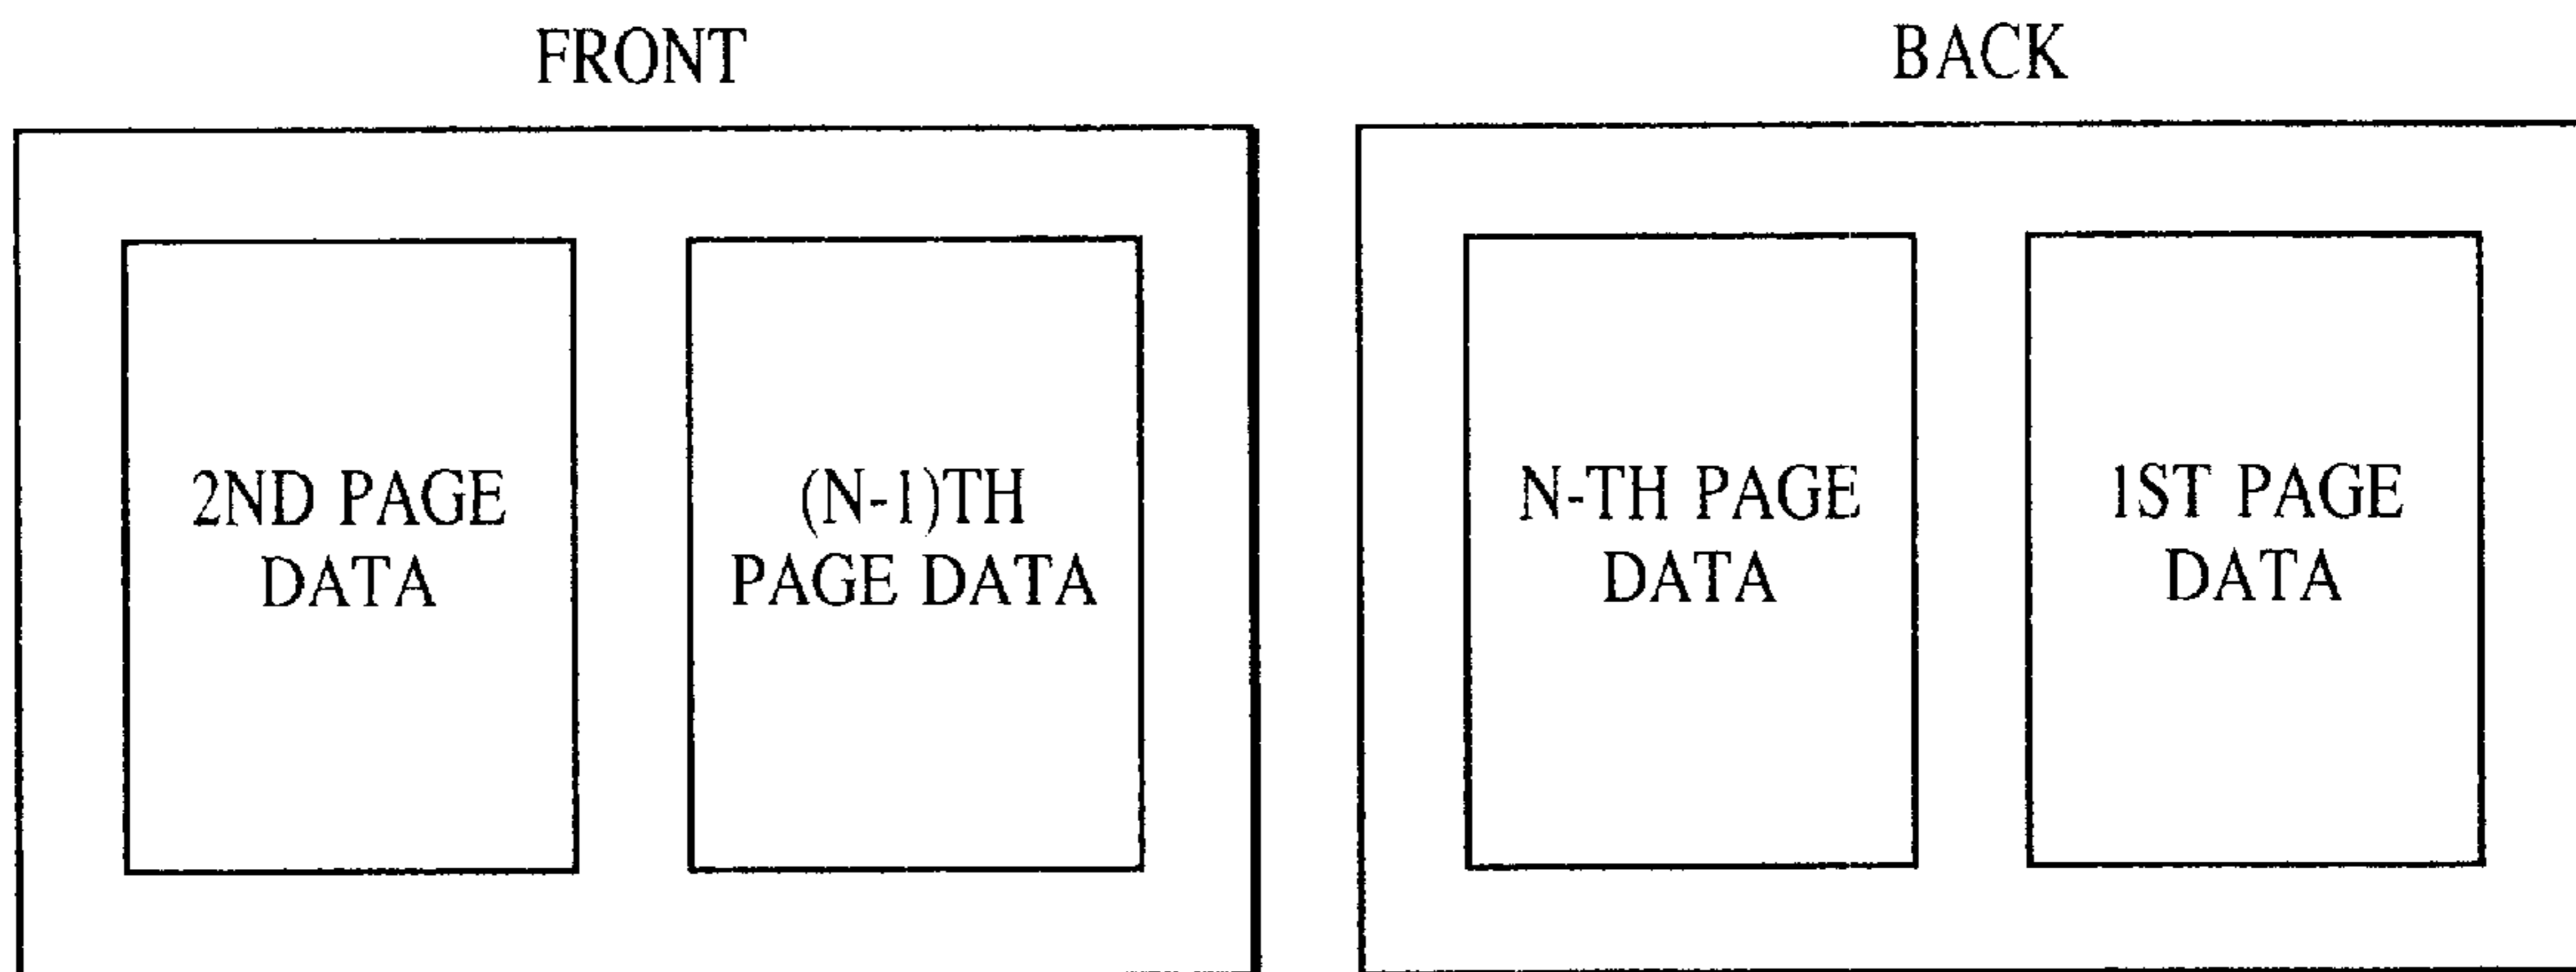 FRONT
2ND PAGE
DATA
(N-1)TH
PAGE DATA
BACK
N-TH PAGE
DATA
1ST PAGE
DATA